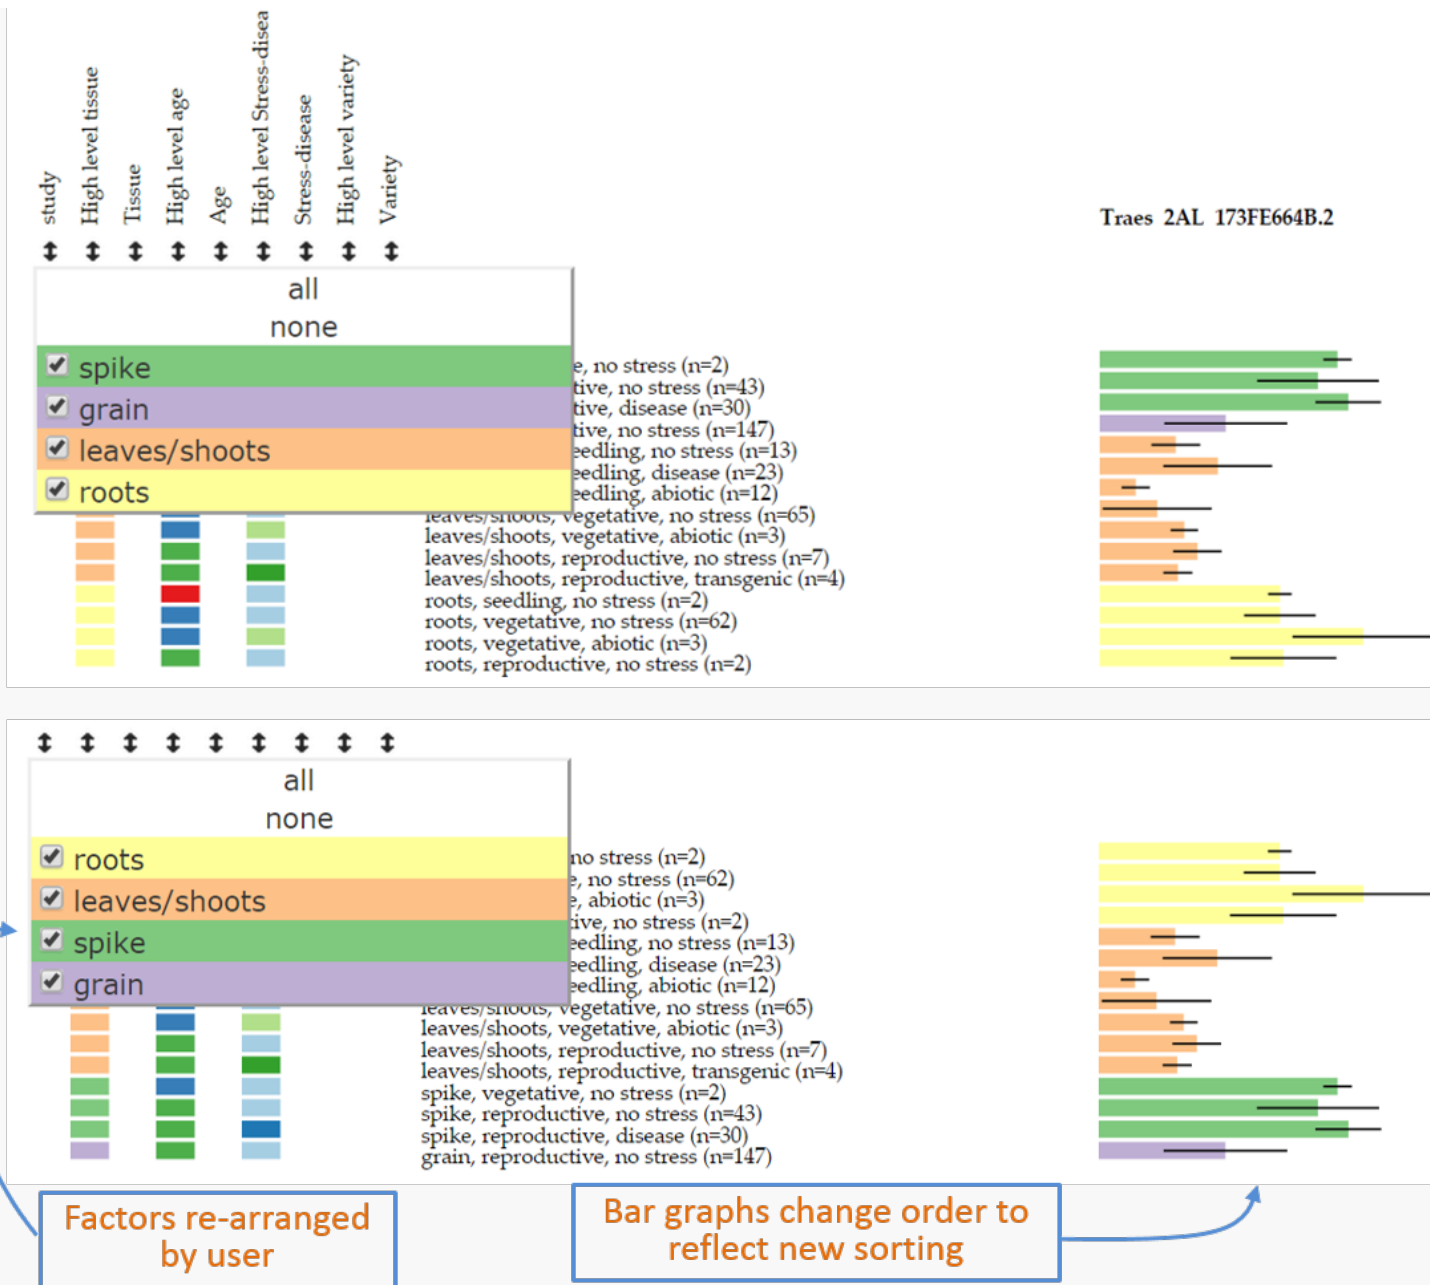 study
High level tissue
Tissue
High level age
Age
High level Stress-disea
Stress-disease
High level variety
Variety
Traes 2AL 173FE664B.2
all
none
spike
grain
leaves/shoots
roots
e, no stress (n=2)
tive, no stress (n=43)
tive, disease (n=30)
tive, no stress (n=147)
eedling, no stress (n=13)
eedling, disease (n=23)
eedling, abiotic (n=12)
leaves/shoots, vegetative, no stress (n=65)
leaves/shoots, vegetative, abiotic (n=3)
leaves/shoots, reproductive, no stress (n=7)
leaves/shoots, reproductive, transgenic (n=4)
roots, seedling, no stress (n=2)
roots, vegetative, no stress (n=62)
roots, vegetative, abiotic (n=3)
roots, reproductive, no stress (n=2)
all
none
roots
leaves/shoots
spike
grain
no stress (n=2)
e, no stress (n=62)
e, abiotic (n=3)
tive, no stress (n=2)
eedling, no stress (n=13)
eedling, disease (n=23)
eedling, abiotic (n=12)
leaves/shoots, vegetative, no stress (n=65)
leaves/shoots, vegetative, abiotic (n=3)
leaves/shoots, reproductive, no stress (n=7)
leaves/shoots, reproductive, transgenic (n=4)
spike, vegetative, no stress (n=2)
spike, reproductive, no stress (n=43)
spike, reproductive, disease (n=30)
grain, reproductive, no stress (n=147)
Factors re-arranged
by user
Bar graphs change order to
reflect new sorting